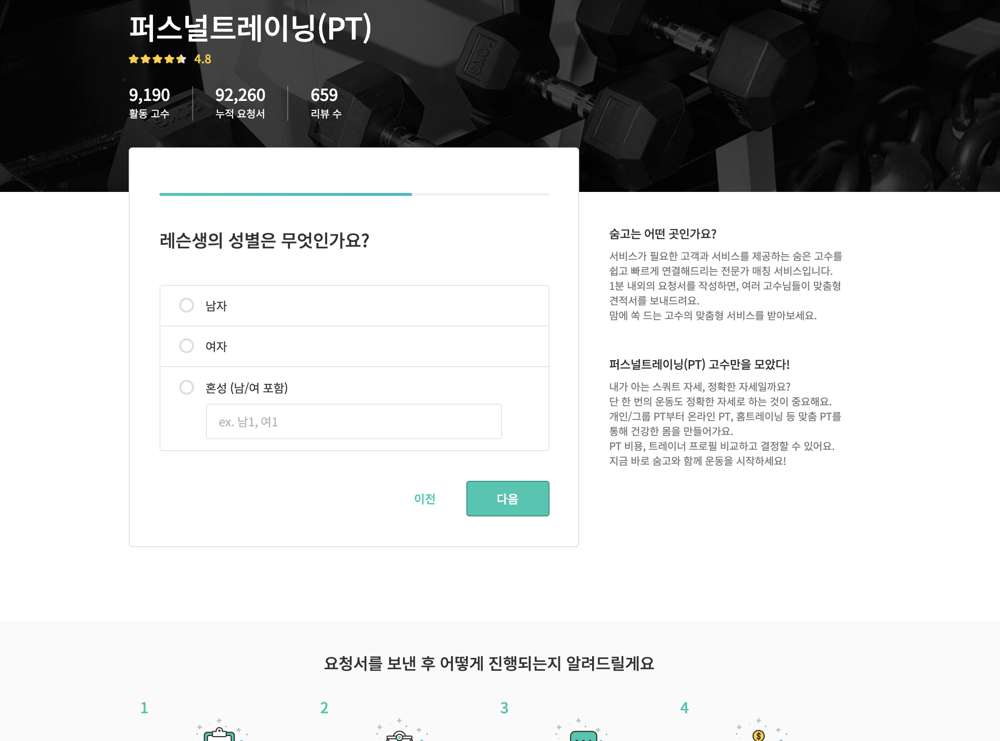 퍼스널트레이닝(PT)
4.8
9,190
활동 고수
92,260
누적 요청서
659
리뷰 수
10KG
레슨생의 성별은 무엇인가요?
남자
여자
혼성 (남/여 포함)
ex. 남1, 여1
이전
다음
숨고는 어떤 곳인가요?
서비스가 필요한 고객과 서비스를 제공하는 숨은 고수를
쉽고 빠르게 연결해드리는 전문가 매칭 서비스입니다.
1분 내외의 요청서를 작성하면, 여러 고수님들이 맞춤형
견적서를 보내드려요.
맘에 쏙 드는 고수의 맞춤형 서비스를 받아보세요.
퍼스널트레이닝(PT) 고수만을 모았다!
내가 아는 스쿼트 자세, 정확한 자세일까요?
단 한 번의 운동도 정확한 자세로 하는 것이 중요해요.
개인/그룹 PT부터 온라인 PT, 홈트레이닝 등 맞춤 PT를
통해 건강한 몸을 만들어가요.
PT 비용, 트레이너 프로필 비교하고 결정할 수 있어요.
지금 바로 숨고와 함께 운동을 시작하세요!
요청서를 보낸 후 어떻게 진행되는지 알려드릴게요
1
2
3
4
$